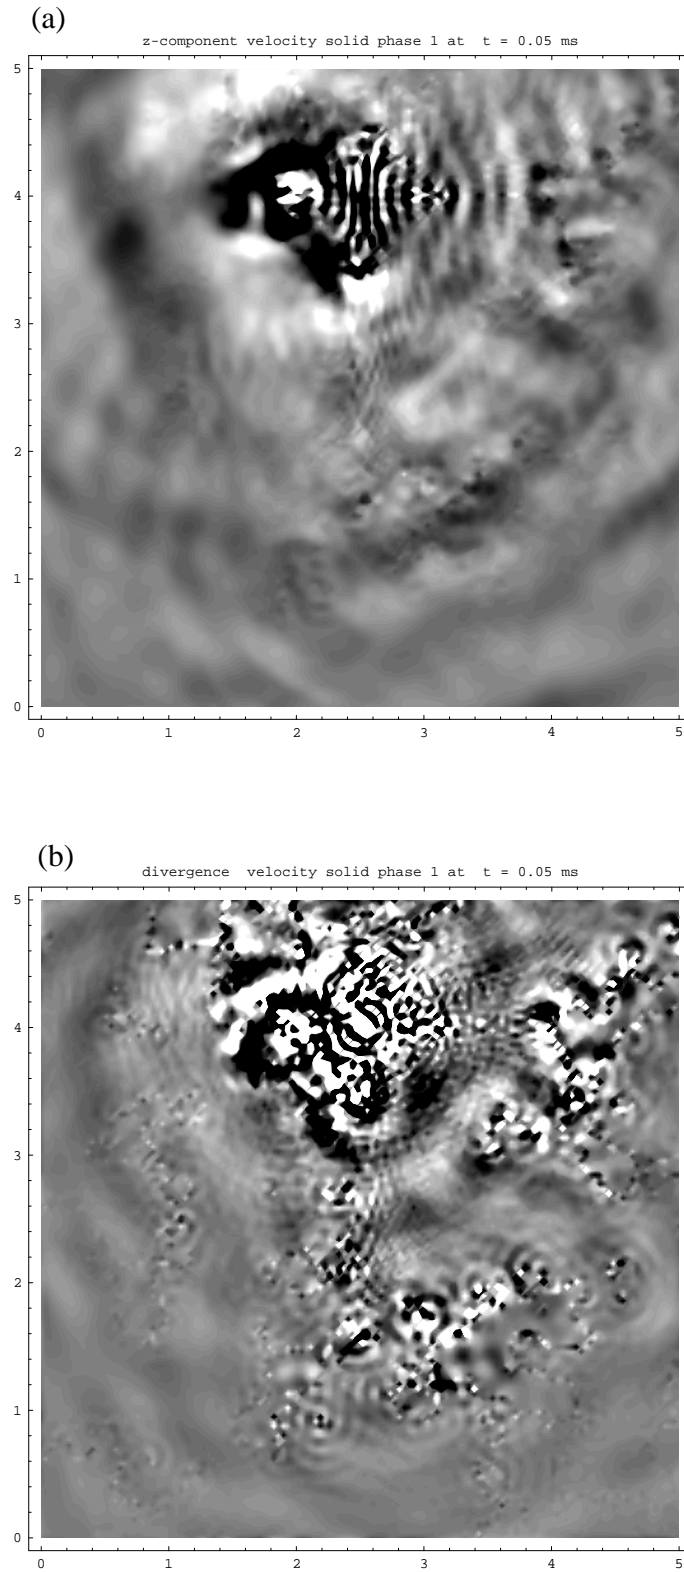 (a)
z-component velocity solid phase 1 at t = 0.05 ms
5
4
3
2
1
0
0 1 2 3 4 5
(b)
divergence velocity solid phase 1 at t = 0.05 ms
5
4
3
2
1
0
0 1 2 3 4 5